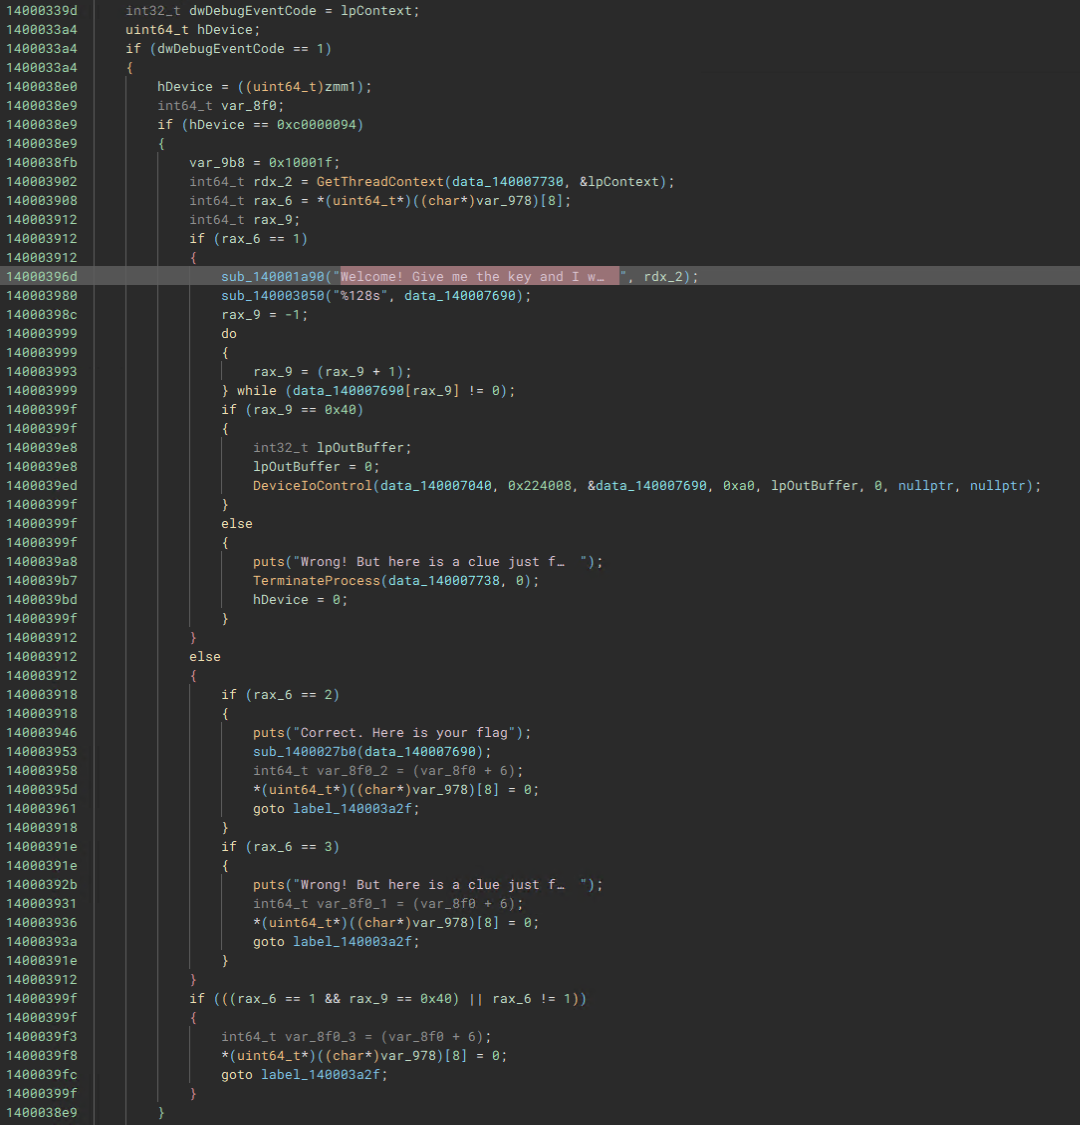 14000339d int32_t dwDebugEventCode = lpContext;
1400033a4 uint64_t hDevice;
1400033a4 if (dwDebugEventCode == 1)
1400033a4 {
1400038e0 hDevice = ((uint64_t)zmm1);
1400038e9 int64_t var_8f0;
1400038e9 if (hDevice == 0xc0000094)
1400038e9 {
1400038fb var_9b8 = 0x10001f;
140003902 int64_t rdx_2 = GetThreadContext(data_140007730, &lpContext);
140003908 int64_t rax_6 = *(uint64_t*)((char*)var_978)[8];
140003912 int64_t rax_9;
140003912 if (rax_6 == 1)
140003912 {
14000396d sub_140001a90("Welcome! Give me the key and I w… ", rdx_2);
140003980 sub_140003050("%128s", data_140007690);
14000398c rax_9 = -1;
140003999 do
140003999 {
140003993 rax_9 = (rax_9 + 1);
140003999 } while (data_140007690[rax_9] != 0);
14000399f if (rax_9 == 0x40)
14000399f {
1400039e8 int32_t lpOutBuffer;
1400039e8 lpOutBuffer = 0;
1400039ed DeviceIoControl(data_140007040, 0x224008, &data_140007690, 0xa0, lpOutBuffer, 0, nullptr, nullptr);
14000399f }
14000399f else
14000399f {
1400039a8 puts("Wrong! But here is a clue just f… ");
1400039b7 TerminateProcess(data_140007738, 0);
1400039bd hDevice = 0;
14000399f }
140003912 }
140003912 else
140003912 {
140003918 if (rax_6 == 2)
140003918 {
140003946 puts("Correct. Here is your flag");
140003953 sub_1400027b0(data_140007690);
140003958 int64_t var_8f0_2 = (var_8f0 + 6);
14000395d *(uint64_t*)((char*)var_978)[8] = 0;
140003961 goto label_140003a2f;
140003918 }
14000391e if (rax_6 == 3)
14000391e {
14000392b puts("Wrong! But here is a clue just f… ");
140003931 int64_t var_8f0_1 = (var_8f0 + 6);
140003936 *(uint64_t*)((char*)var_978)[8] = 0;
14000393a goto label_140003a2f;
14000391e }
140003912 }
14000399f if (((rax_6 == 1 && rax_9 == 0x40) || rax_6 != 1))
14000399f {
1400039f3 int64_t var_8f0_3 = (var_8f0 + 6);
1400039f8 *(uint64_t*)((char*)var_978)[8] = 0;
1400039fc goto label_140003a2f;
14000399f }
1400038e9 }